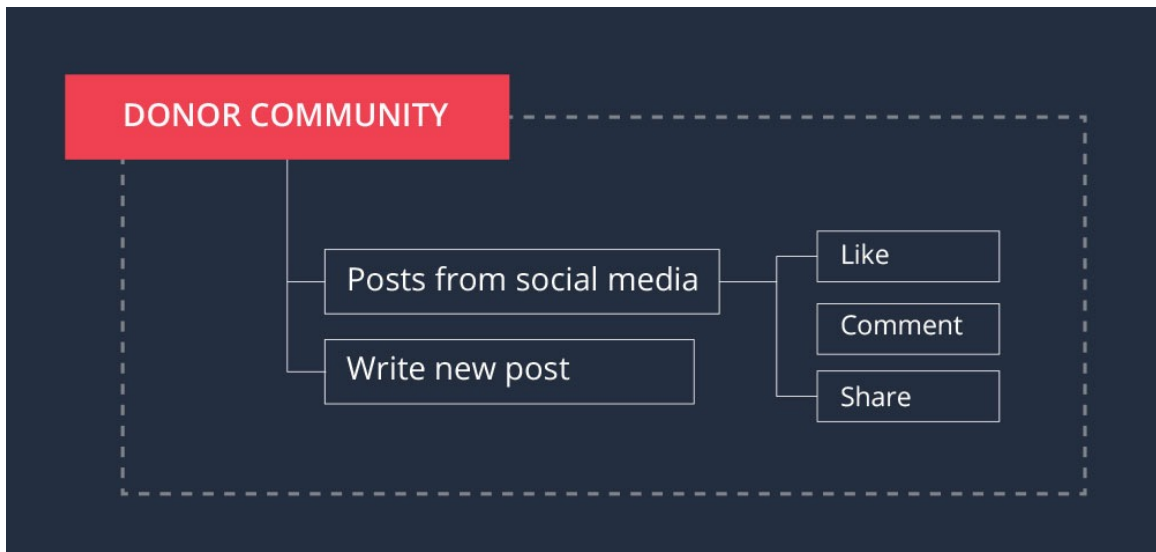 DONOR COMMUNITY
Posts from social media
Write new post
Like
Comment
Share